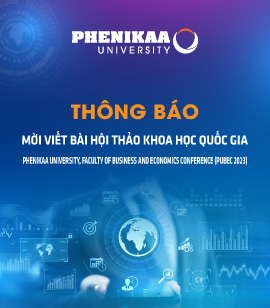 PHENIKAA
UNIVERSITY
THÔNG BÁO
MỜI VIẾT BÀI HỘI THẢO KHOA HỌC QUỐC GIA
PHENIKAA UNIVERSITY, FACULTY OF BUSINESS AND ECONOMICS CONFERENCE (PUBEC 2023)